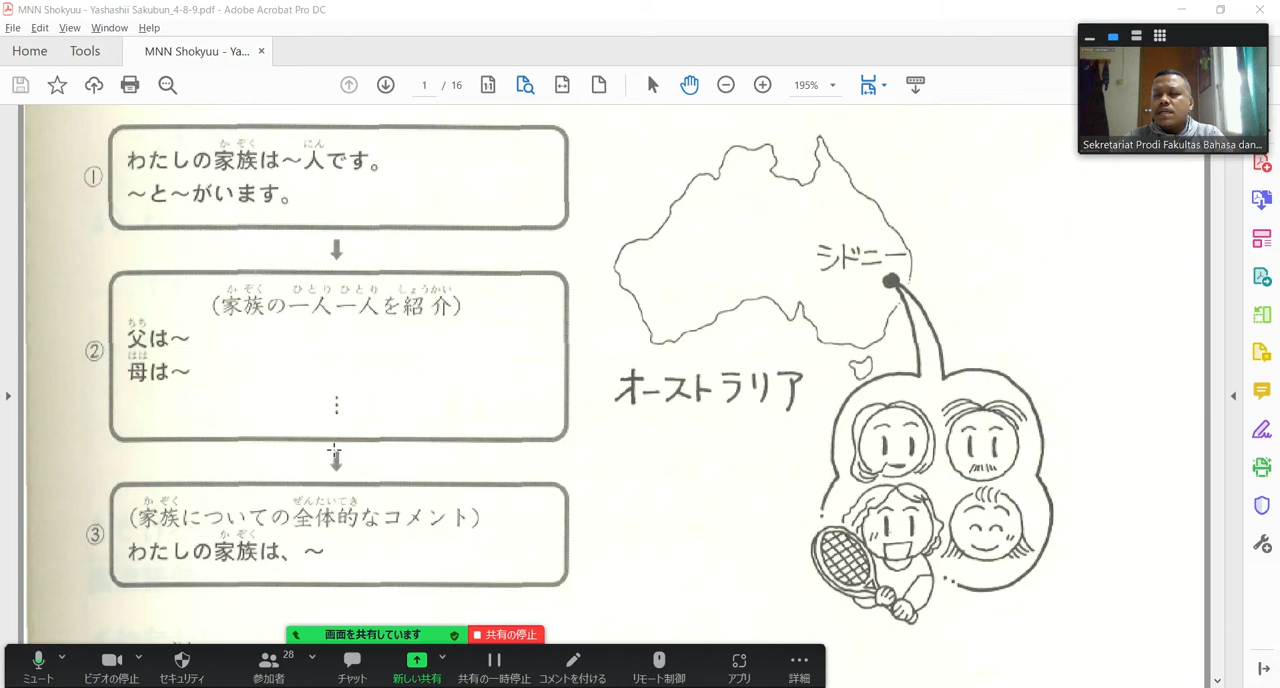 MNN Shokyuu - Yashashii Sakubun_4-8-9.pdf - Adobe Acrobat Pro DC
File Edit View Window Help
Home Tools MNN Shokyuu - Ya... ×
1 / 16 195%
Sekretariat Prodi Fakultas Bahasa dan...
①
かぞく にん
わたしの家族は～人です。
～と～がいます。
②
かぞく ひとりひとり しょうかい
(家族の一人一人を紹介)
ちち
父は～
はは
母は～
⋮
③
かぞく ぜんたいてき
(家族についての全体的なコメント)
かぞく
わたしの家族は、～
シドニー
オーストラリア
画面を共有しています 共有の停止
28
ミュート ビデオの停止 セキュリティ 参加者 チャット 新しい共有 共有の一時停止 コメントを付ける リモート制御 アプリ 詳細